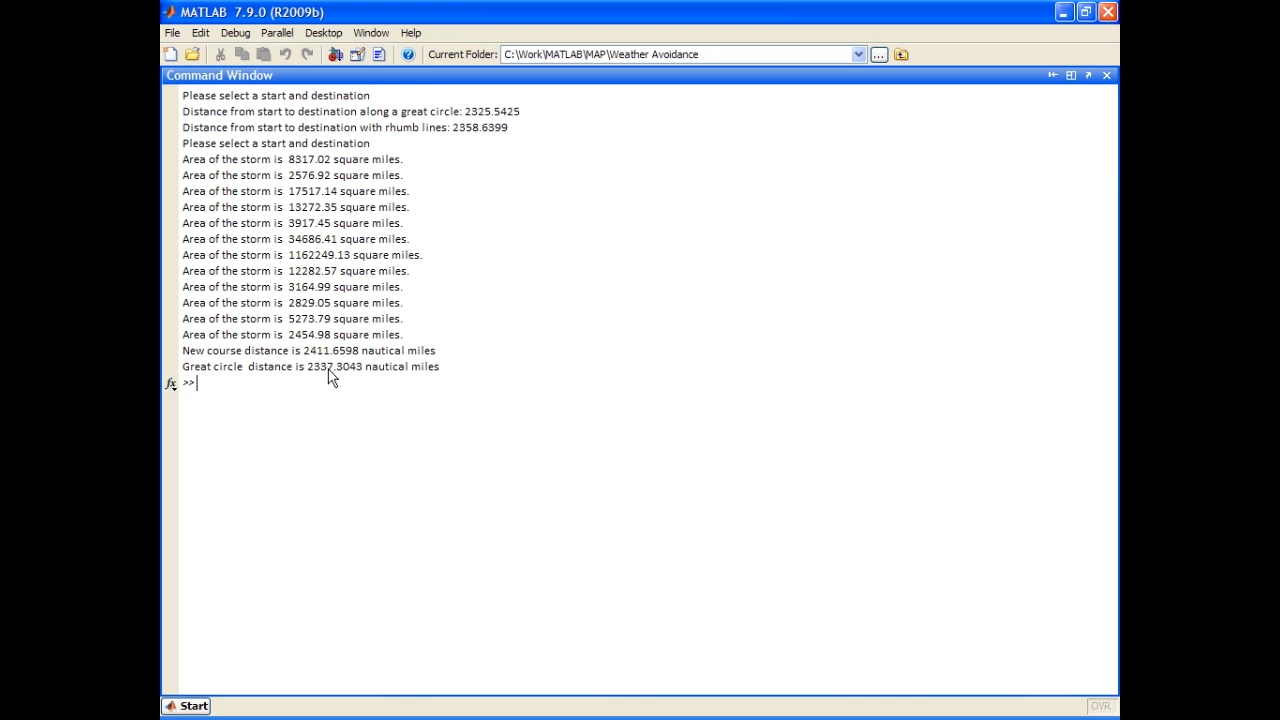 MATLAB 7.9.0 (R2009b)
File Edit Debug Parallel Desktop Window Help
Current Folder: C:\Work\MATLAB\MAP\Weather Avoidance
...
Command Window
Please select a start and destination
Distance from start to destination along a great circle: 2325.5425
Distance from start to destination with rhumb lines: 2358.6399
Please select a start and destination
Area of the storm is  8317.02 square miles.
Area of the storm is  2576.92 square miles.
Area of the storm is  17517.14 square miles.
Area of the storm is  13272.35 square miles.
Area of the storm is  3917.45 square miles.
Area of the storm is  34686.41 square miles.
Area of the storm is  1162249.13 square miles.
Area of the storm is  12282.57 square miles.
Area of the storm is  3164.99 square miles.
Area of the storm is  2829.05 square miles.
Area of the storm is  5273.79 square miles.
Area of the storm is  2454.98 square miles.
New course distance is 2411.6598 nautical miles
Great circle  distance is 2337.3043 nautical miles
fx >>
Start
OVR